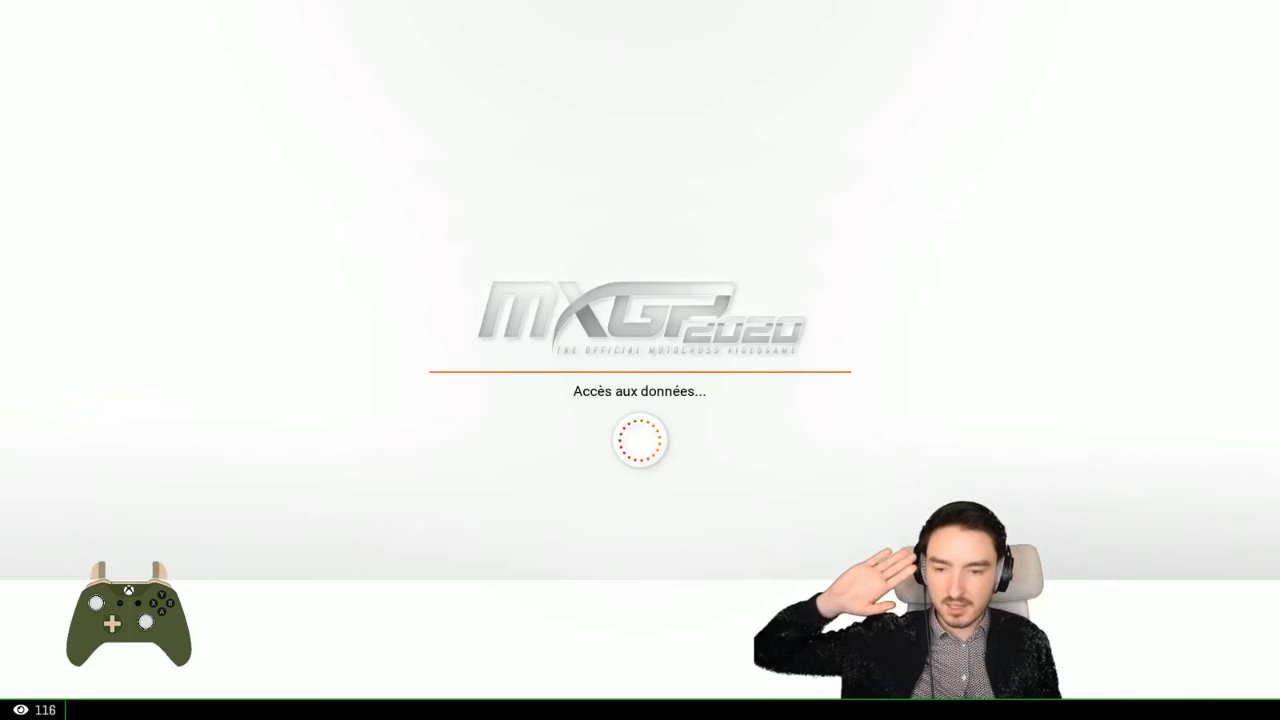 MXGP 2020
THE OFFICIAL MOTOCROSS VIDEOGAME
Accès aux données...
Y
X B
A
116